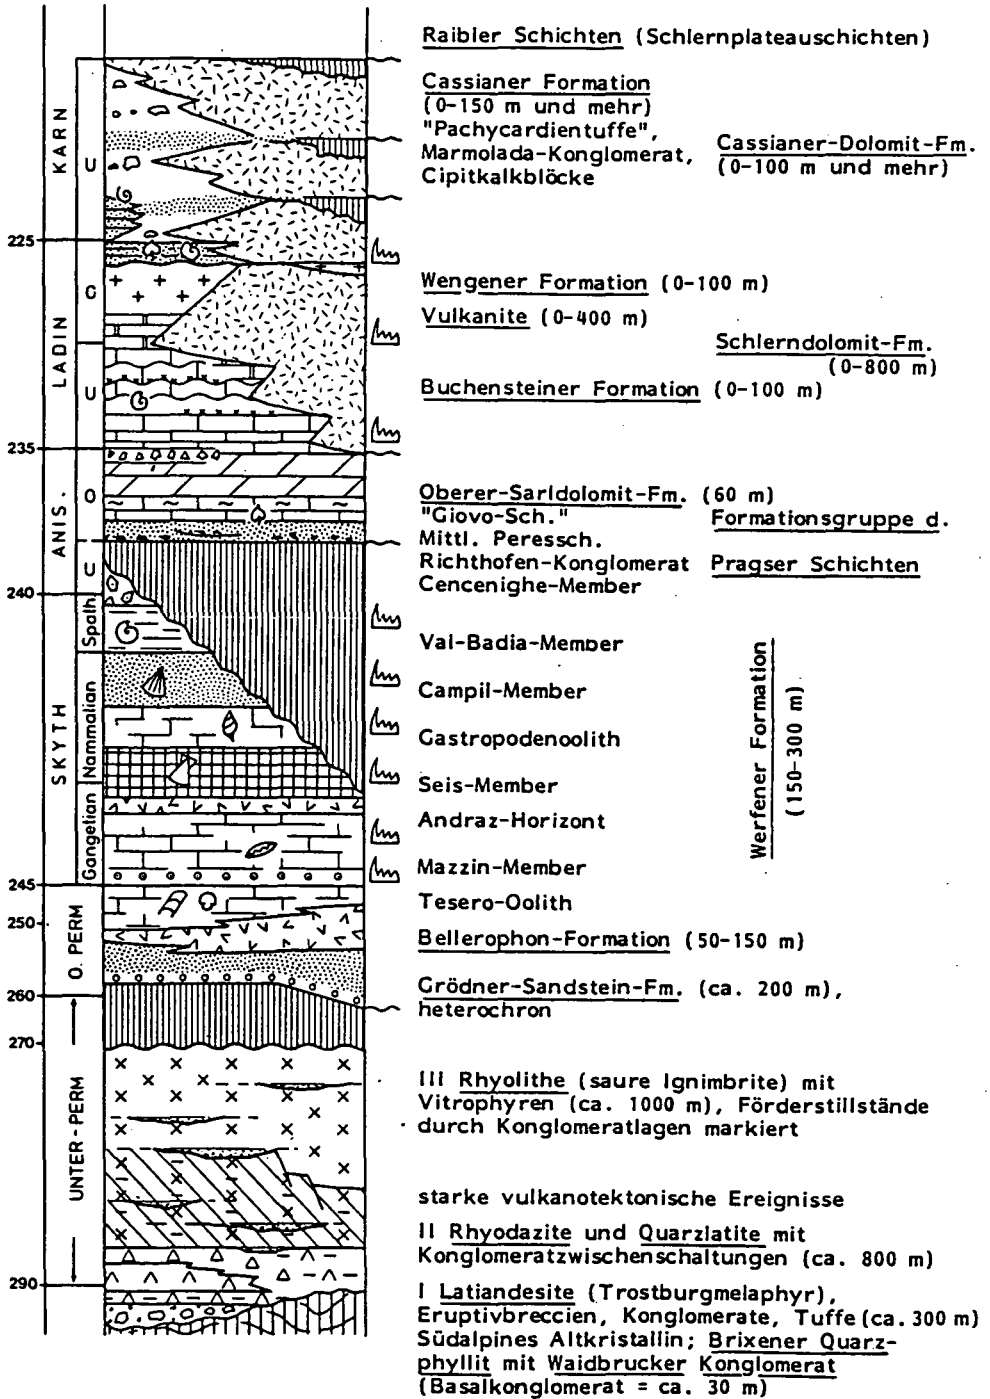 Raibler Schichten (Schlernplateauschichten)
Cassianer Formation
(0-150 m und mehr)
"Pachycardientuffe",
Marmolada-Konglomerat,
Cipitkalkblöcke
Cassianer-Dolomit-Fm.
(0-100 m und mehr)
Wengener Formation (0-100 m)
Vulkanite (0-400 m)
Schlerndolomit-Fm.
(0-800 m)
Buchensteiner Formation (0-100 m)
Oberer-Sarldolomit-Fm. (60 m)
"Giovo-Sch."
Mittl. Peressch.
Richthofen-Konglomerat
Cencenighe-Member
Formationsgruppe d.
Pragser Schichten
Val-Badia-Member
Campil-Member
Gastropodenoolith
Seis-Member
Andraz-Horizont
Mazzin-Member
Tesero-Oolith
Werfener Formation
(150-300 m)
Bellerophon-Formation (50-150 m)
Grödner-Sandstein-Fm. (ca. 200 m),
heterochron
III Rhyolithe (saure Ignimbrite) mit
Vitrophyren (ca. 1000 m), Förderstillstände
durch Konglomeratlagen markiert
starke vulkanotektonische Ereignisse
II Rhyodazite und Quarzlatite mit
Konglomeratzwischenschaltungen (ca. 800 m)
I Latiandesite (Trostburgmelaphyr),
Eruptivbreccien, Konglomerate, Tuffe (ca. 300 m)
Südalpines Altkristallin; Brixener Quarz-
phyllit mit Waidbrucker Konglomerat
(Basalkonglomerat = ca. 30 m)
KARN
U
225
LADIN
C
U
235
ANIS.
O
U
240
SKYTH
Spath.
Nammalian
Gangetian
245
250
O. PERM
260
270
UNTER-PERM
290